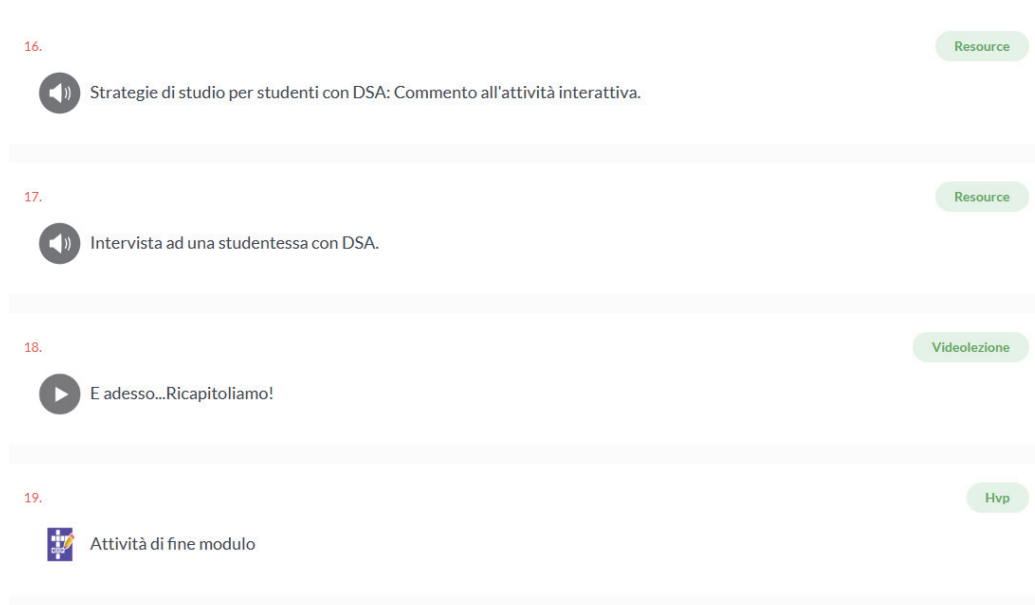 16.
Resource
Strategie di studio per studenti con DSA: Commento all'attività interattiva.
17.
Resource
Intervista ad una studentessa con DSA.
18.
Videolezione
E adesso...Ricapitoliamo!
19.
Hvp
Attività di fine modulo